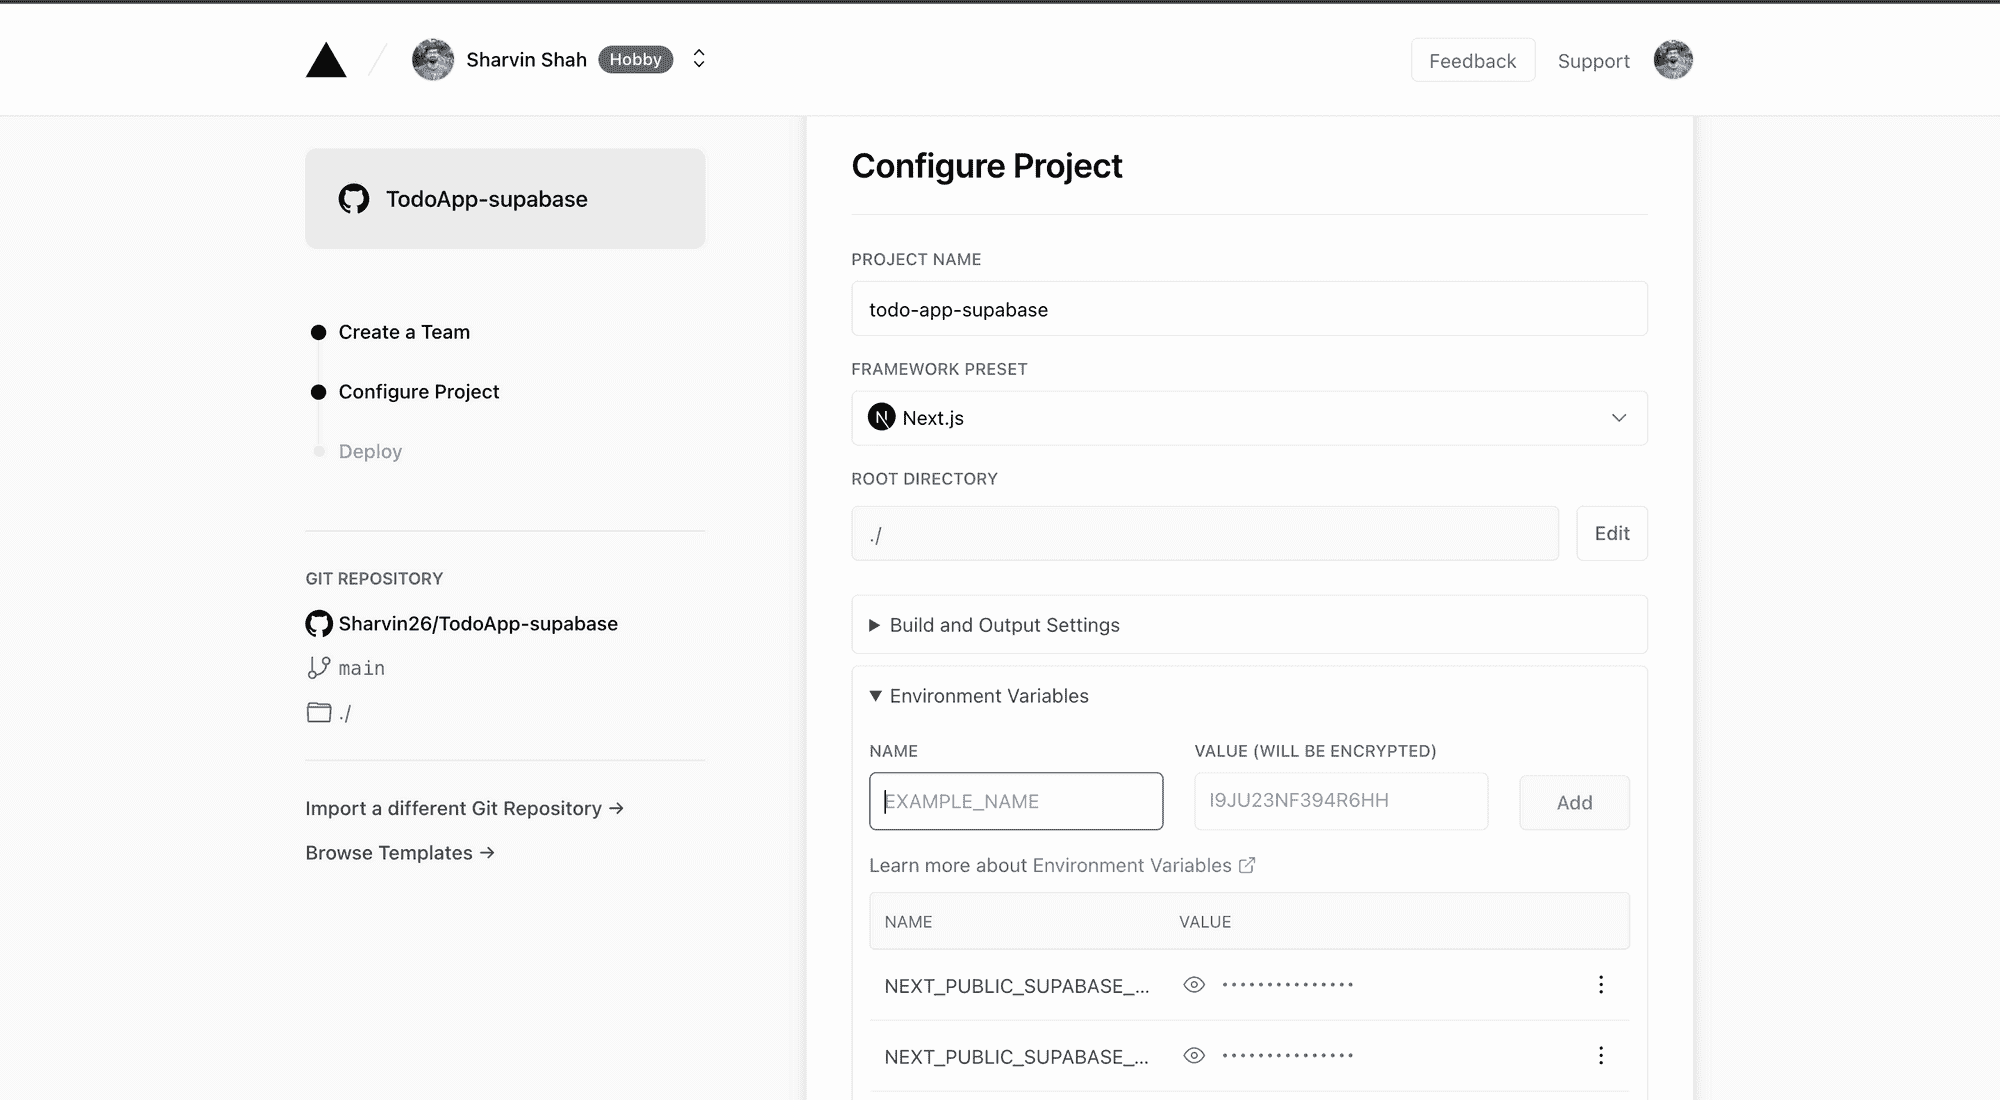 Sharvin Shah Hobby
Feedback Support
TodoApp-supabase
Create a Team
Configure Project
Deploy
GIT REPOSITORY
Sharvin26/TodoApp-supabase
main
./
Import a different Git Repository →
Browse Templates →
Configure Project
PROJECT NAME
todo-app-supabase
FRAMEWORK PRESET
N Next.js
ROOT DIRECTORY
./ Edit
Build and Output Settings
Environment Variables
NAME VALUE (WILL BE ENCRYPTED)
EXAMPLE_NAME I9JU23NF394R6HH Add
Learn more about Environment Variables
NAME VALUE
NEXT_PUBLIC_SUPABASE_... •••••••••••••••
NEXT_PUBLIC_SUPABASE_... •••••••••••••••